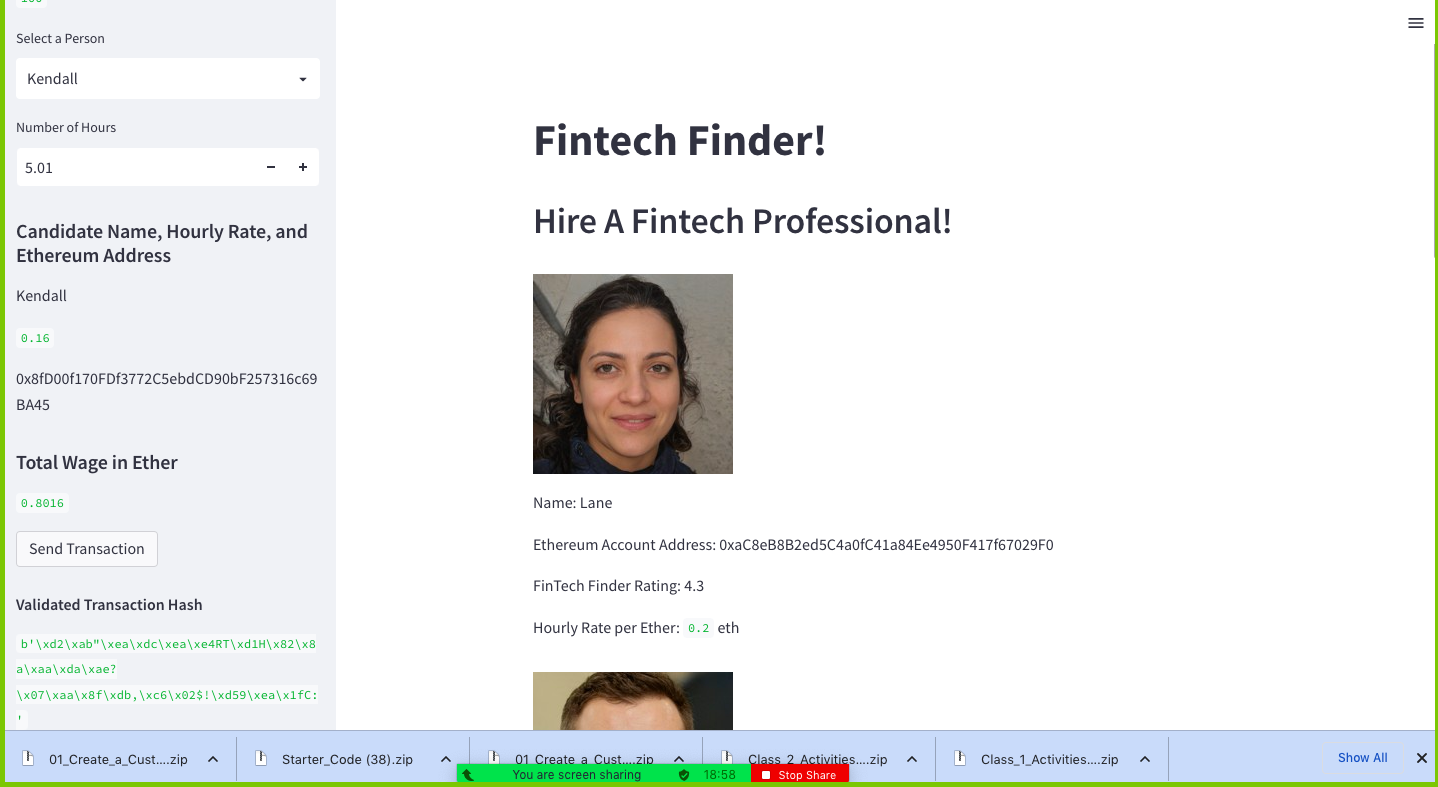 Select a Person
Kendall
Number of Hours
5.01
Candidate Name, Hourly Rate, and
Ethereum Address
Kendall
0.16
0x8fD00f170FDf3772C5ebdCD90bF257316c69
BA45
Total Wage in Ether
0.8016
Send Transaction
Validated Transaction Hash
b'\xd2\xab"\xea\xdc\xea\xe4RT\xd1H\x82\x8
a\xaa\xda\xae?
\x07\xaa\x8f\xdb,\xc6\x02$!\xd59\xea\x1fC:
'
Fintech Finder!
Hire A Fintech Professional!
Name: Lane
Ethereum Account Address: 0xaC8eB8B2ed5C4a0fC41a84Ee4950F417f67029F0
FinTech Finder Rating: 4.3
Hourly Rate per Ether: 0.2 eth
01_Create_a_Cust....zip
Starter_Code (38).zip
01_Create_a_Cust....zip
Class_2_Activities....zip
Class_1_Activities....zip
Show All
You are screen sharing
18:58
Stop Share